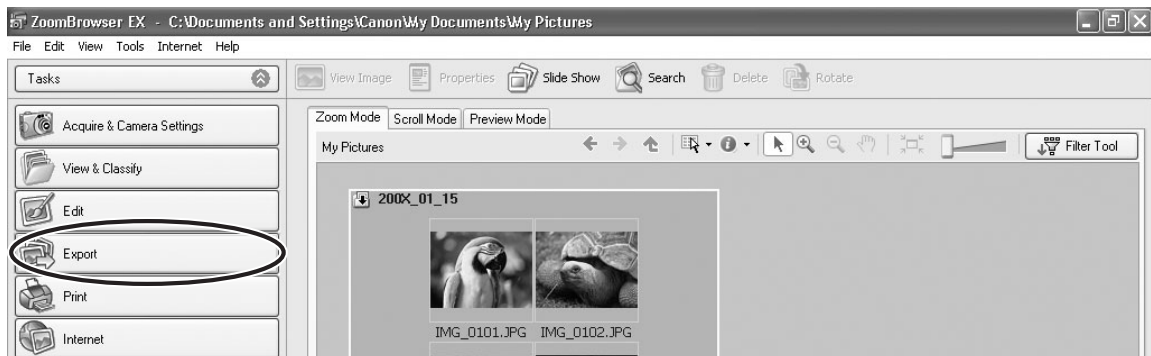 ZoomBrowser EX - C:\Documents and Settings\Canon\My Documents\My Pictures
File Edit View Tools Internet Help
Tasks
View Image Properties Slide Show Search Delete Rotate
Acquire & Camera Settings
View & Classify
Edit
Export
Print
Internet
Zoom Mode Scroll Mode Preview Mode
My Pictures
Filter Tool
200X_01_15
IMG_0101.JPG IMG_0102.JPG